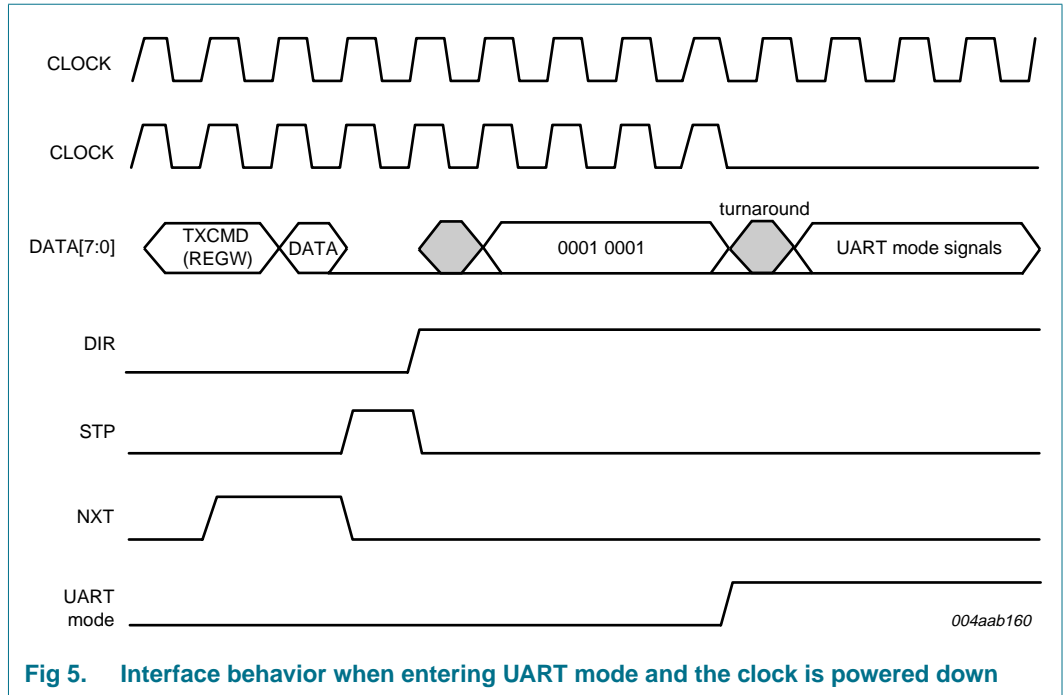 CLOCK
CLOCK
turnaround
DATA[7:0]
TXCMD
(REGW)
DATA
0001 0001
UART mode signals
DIR
STP
NXT
UART
mode
004aab160
Fig 5. Interface behavior when entering UART mode and the clock is powered down